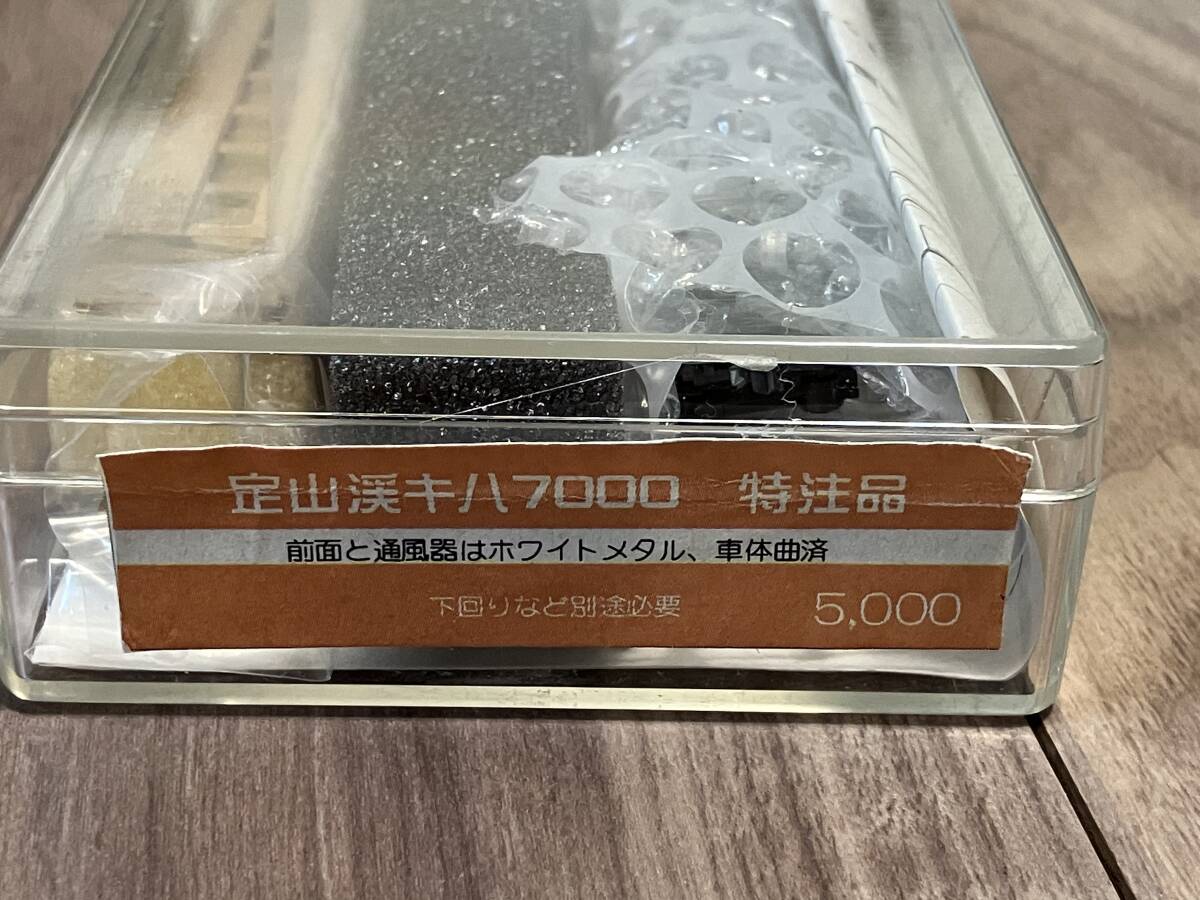 定山渓キハ7000 特注品
前面と通風器はホワイトメタル、車体曲済
下回りなど別途必要 5,000